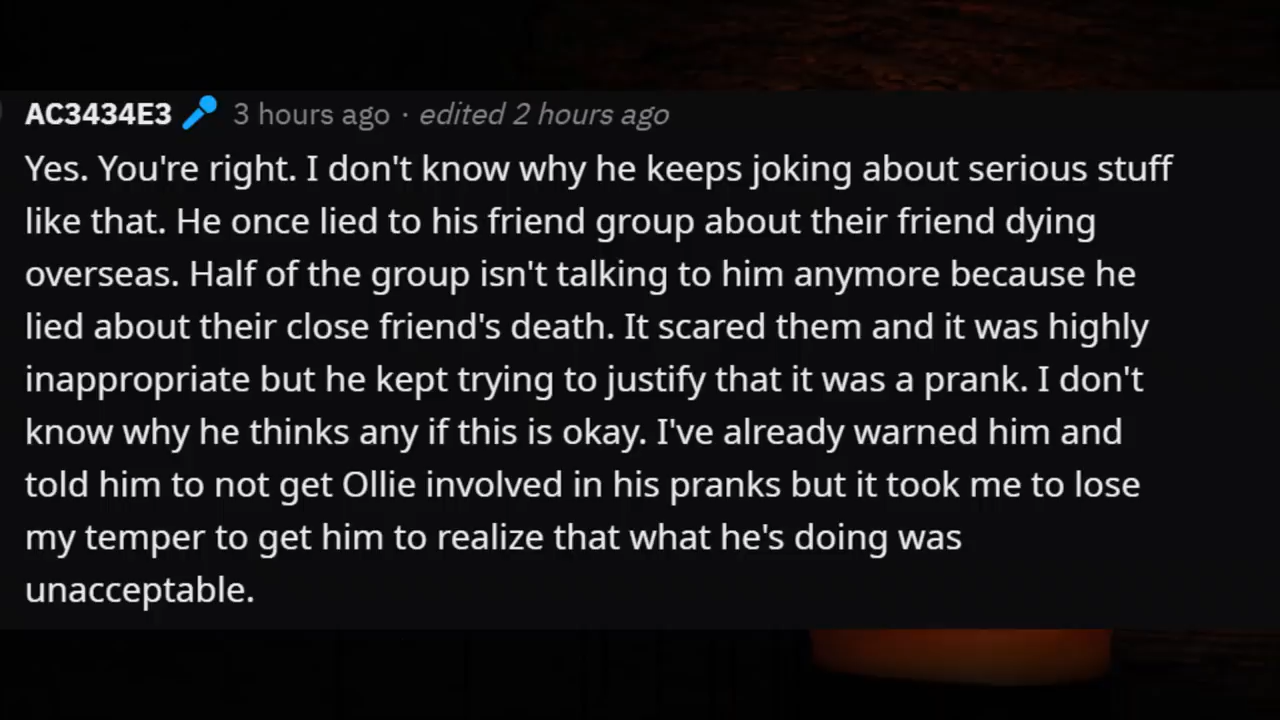 AC3434E3 3 hours ago · edited 2 hours ago
Yes. You're right. I don't know why he keeps joking about serious stuff
like that. He once lied to his friend group about their friend dying
overseas. Half of the group isn't talking to him anymore because he
lied about their close friend's death. It scared them and it was highly
inappropriate but he kept trying to justify that it was a prank. I don't
know why he thinks any if this is okay. I've already warned him and
told him to not get Ollie involved in his pranks but it took me to lose
my temper to get him to realize that what he's doing was
unacceptable.